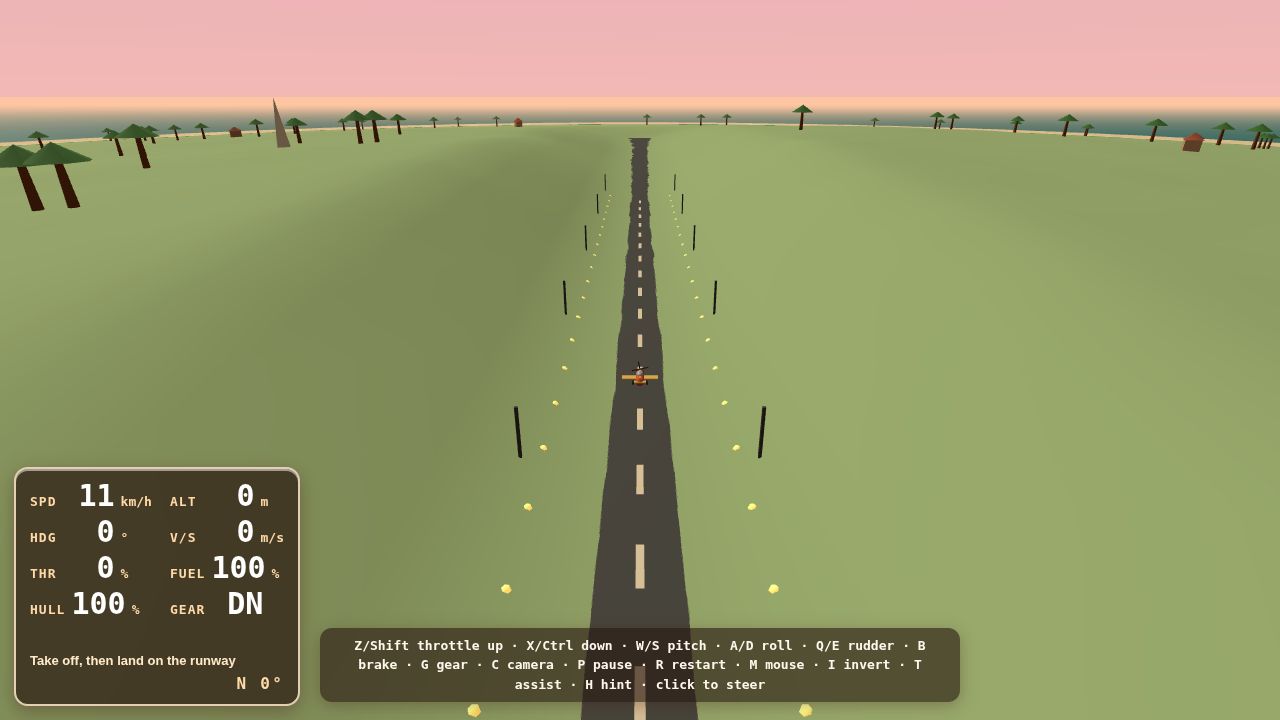 SPD 11 km/h ALT 0 m
HDG 0 ° V/S 0 m/s
THR 0 % FUEL 100 %
HULL 100 % GEAR DN
Take off, then land on the runway
N 0°
Z/Shift throttle up · X/Ctrl down · W/S pitch · A/D roll · Q/E rudder · B
brake · G gear · C camera · P pause · R restart · M mouse · I invert · T
assist · H hint · click to steer